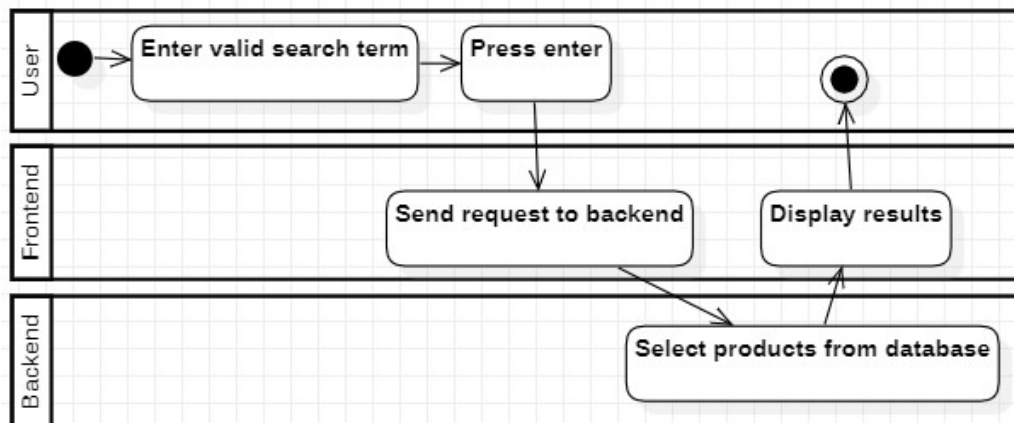 User
Enter valid search term
Press enter
Frontend
Send request to backend
Display results
Backend
Select products from database